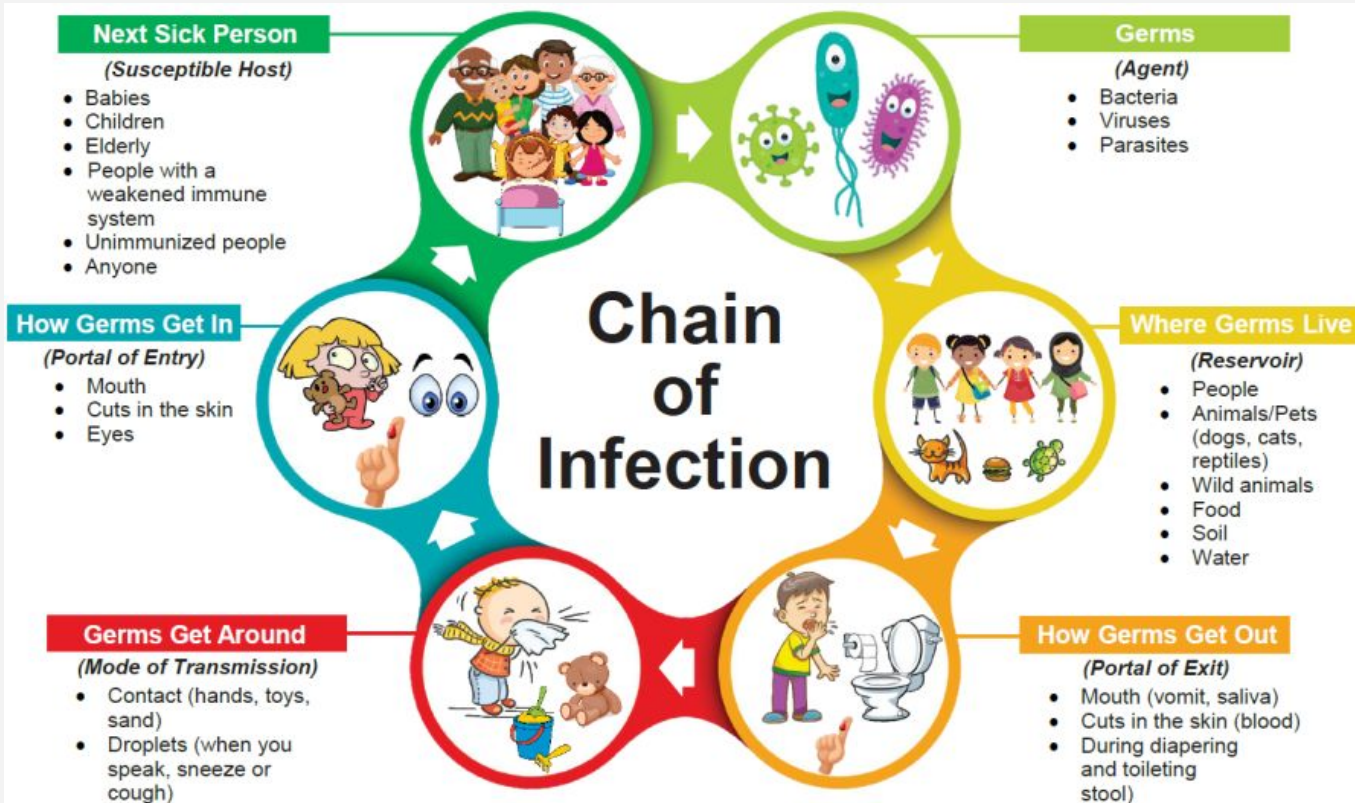 Next Sick Person
(Susceptible Host)
• Babies
• Children
• Elderly
• People with a
weakened immune
system
• Unimmunized people
• Anyone
Germs
(Agent)
• Bacteria
• Viruses
• Parasites
Chain
of
Infection
How Germs Get In
(Portal of Entry)
• Mouth
• Cuts in the skin
• Eyes
Where Germs Live
(Reservoir)
• People
• Animals/Pets
(dogs, cats,
reptiles)
• Wild animals
• Food
• Soil
• Water
Germs Get Around
(Mode of Transmission)
• Contact (hands, toys,
sand)
• Droplets (when you
speak, sneeze or
cough)
How Germs Get Out
(Portal of Exit)
• Mouth (vomit, saliva)
• Cuts in the skin (blood)
• During diapering
and toileting
stool)